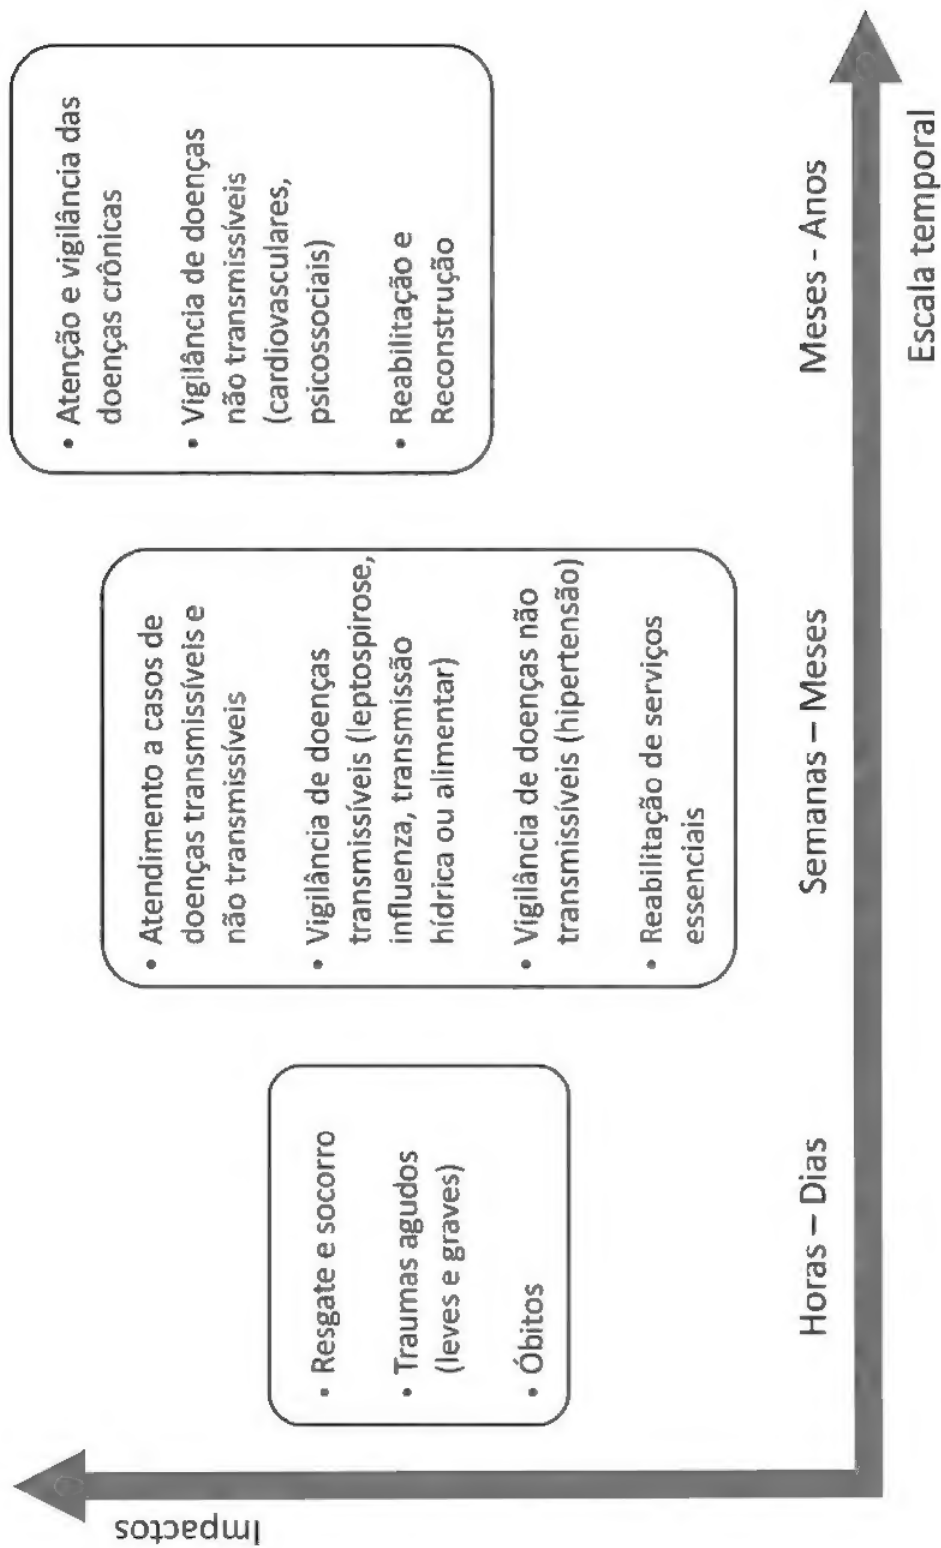 Impactos
• Resgate e socorro
• Traumas agudos
(leves e graves)
• Óbitos
• Atendimento a casos de
doenças transmissíveis e
não transmissíveis
• Vigilância de doenças
transmissíveis (leptospirose,
influenza, transmissão
hídrica ou alimentar)
• Vigilância de doenças não
transmissíveis (hipertensão)
• Reabilitação de serviços
essenciais
• Atenção e vigilância das
doenças crônicas
• Vigilância de doenças
não transmissíveis
(cardiovasculares,
psicossociais)
• Reabilitação e
Reconstrução
Horas – Dias
Semanas – Meses
Meses - Anos
Escala temporal